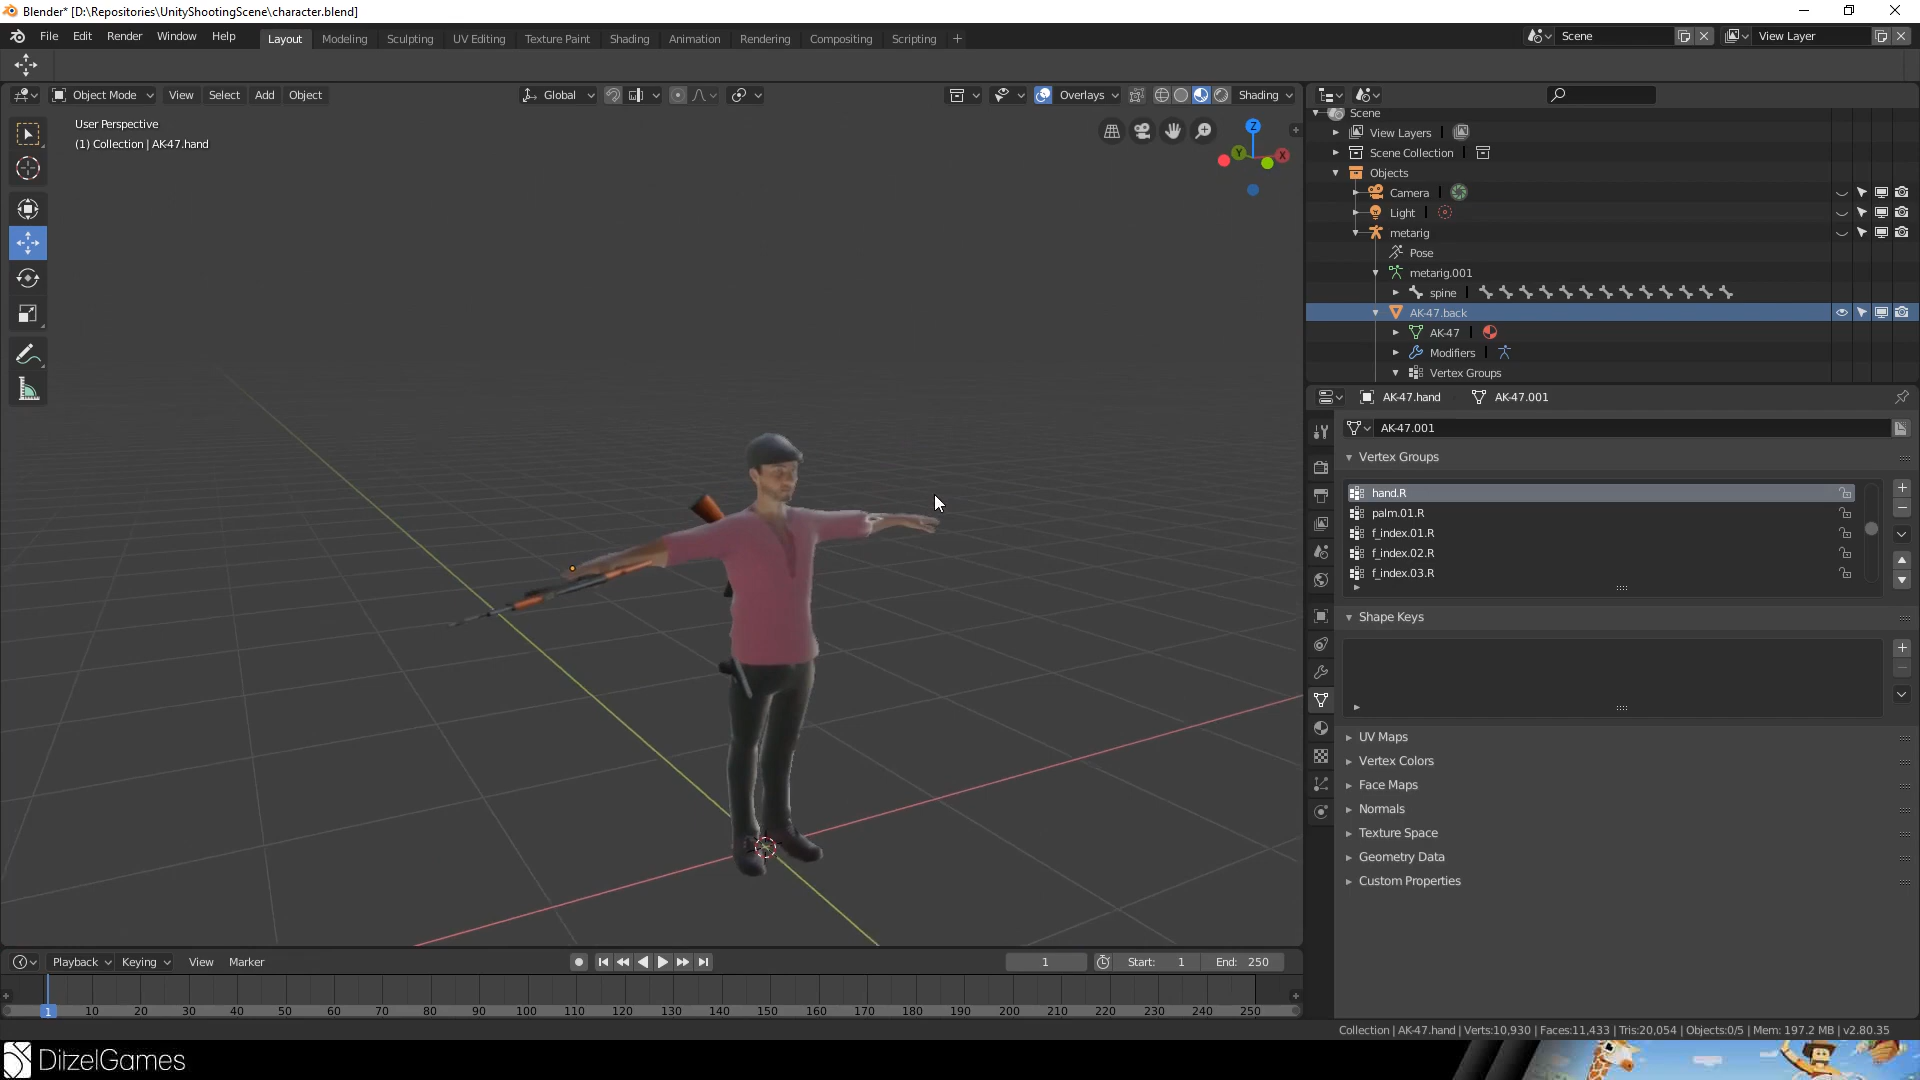 Blender* [D:\Repositories\UnityShootingScene\character.blend]
File Edit Render Window Help
Layout Modeling Sculpting UV Editing Texture Paint Shading Animation Rendering Compositing Scripting +
Scene
View Layer
Object Mode View Select Add Object
Global
Overlays
Shading
User Perspective
(1) Collection | AK-47.hand
Z
Y
X
Scene
View Layers
Scene Collection
Objects
Camera
Light
metarig
Pose
metarig.001
spine
AK-47.back
AK-47
Modifiers
Vertex Groups
AK-47.hand AK-47.001
AK-47.001
Vertex Groups
hand.R
palm.01.R
f_index.01.R
f_index.02.R
f_index.03.R
Shape Keys
UV Maps
Vertex Colors
Face Maps
Normals
Texture Space
Geometry Data
Custom Properties
Playback Keying View Marker
1
Start: 1
End: 250
1 10 20 30 40 50 60 70 80 90 100 110 120 130 140 150 160 170 180 190 200 210 220 230 240 250
Collection | AK-47.hand | Verts:10,930 | Faces:11,433 | Tris:20,054 | Objects:0/5 | Mem: 197.2 MB | v2.80.35
DitzelGames